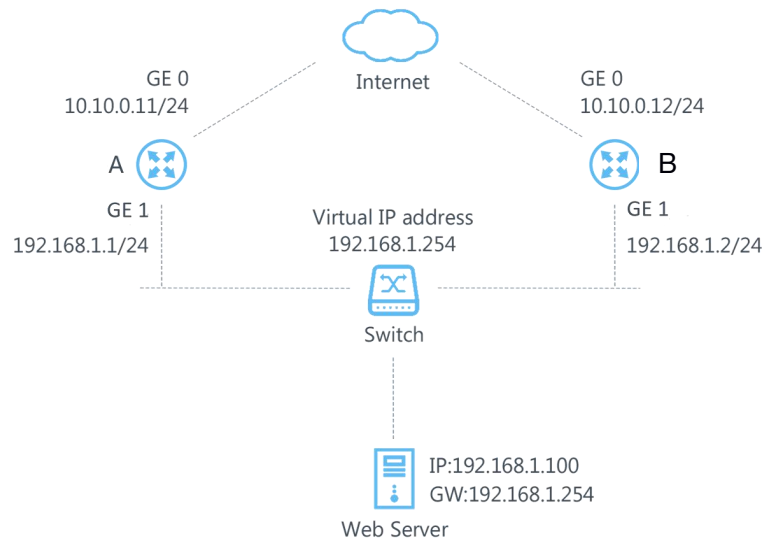 Internet
GE 0
10.10.0.11/24
GE 0
10.10.0.12/24
A
B
GE 1
192.168.1.1/24
Virtual IP address
192.168.1.254
GE 1
192.168.1.2/24
Switch
IP:192.168.1.100
GW:192.168.1.254
Web Server